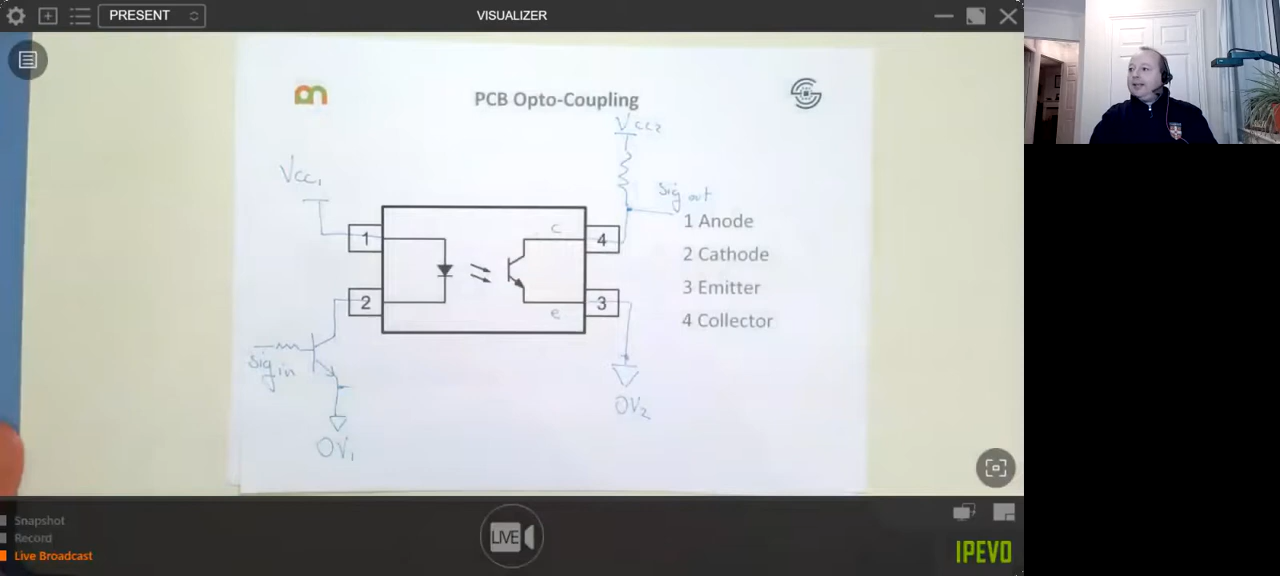 PRESENT
VISUALIZER
PCB Opto-Coupling
Vcc2
Vcc1
Sig out
1 Anode
2 Cathode
3 Emitter
4 Collector
1
2
c
4
e
3
Sig in
0V1
0V2
Snapshot
Record
Live Broadcast
LIVE
IPEVO